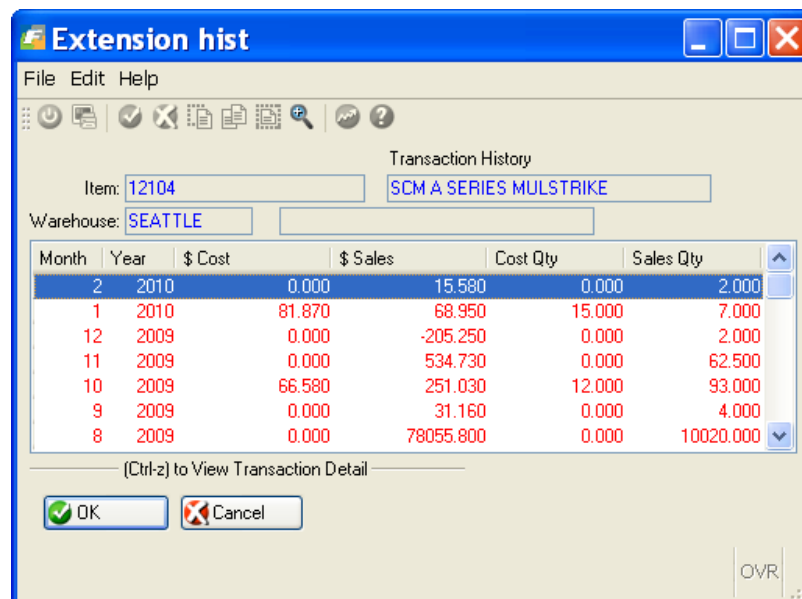 Extension hist
File Edit Help
Transaction History
Item: 12104 SCM A SERIES MULSTRIKE
Warehouse: SEATTLE
Month Year $ Cost $ Sales Cost Qty Sales Qty
2 2010 0.000 15.580 0.000 2.000
1 2010 81.870 68.950 15.000 7.000
12 2009 0.000 -205.250 0.000 2.000
11 2009 0.000 534.730 0.000 62.500
10 2009 66.580 251.030 12.000 93.000
9 2009 0.000 31.160 0.000 4.000
8 2009 0.000 78055.800 0.000 10020.000
(Ctrl-z) to View Transaction Detail
OK Cancel
OVR